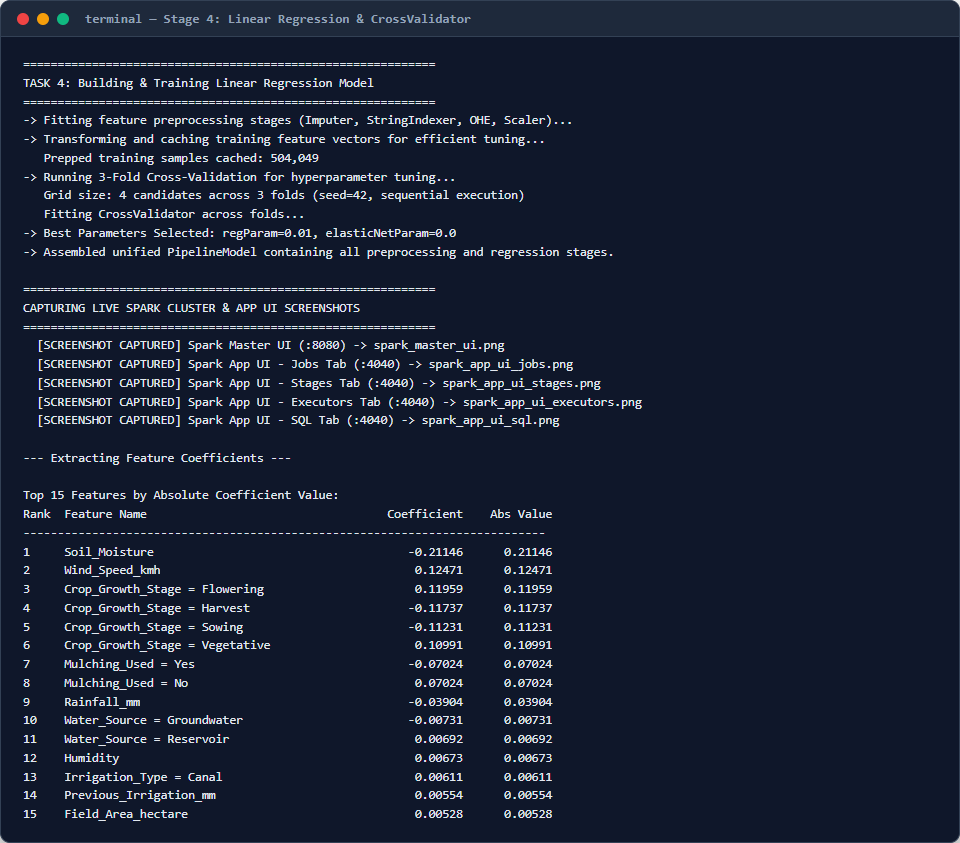 terminal — Stage 4: Linear Regression & CrossValidator
============================================================
TASK 4: Building & Training Linear Regression Model
============================================================
-> Fitting feature preprocessing stages (Imputer, StringIndexer, OHE, Scaler)...
-> Transforming and caching training feature vectors for efficient tuning...
   Prepped training samples cached: 504,049
-> Running 3-Fold Cross-Validation for hyperparameter tuning...
   Grid size: 4 candidates across 3 folds (seed=42, sequential execution)
   Fitting CrossValidator across folds...
-> Best Parameters Selected: regParam=0.01, elasticNetParam=0.0
-> Assembled unified PipelineModel containing all preprocessing and regression stages.
============================================================
CAPTURING LIVE SPARK CLUSTER & APP UI SCREENSHOTS
============================================================
  [SCREENSHOT CAPTURED] Spark Master UI (:8080) -> spark_master_ui.png
  [SCREENSHOT CAPTURED] Spark App UI - Jobs Tab (:4040) -> spark_app_ui_jobs.png
  [SCREENSHOT CAPTURED] Spark App UI - Stages Tab (:4040) -> spark_app_ui_stages.png
  [SCREENSHOT CAPTURED] Spark App UI - Executors Tab (:4040) -> spark_app_ui_executors.png
  [SCREENSHOT CAPTURED] Spark App UI - SQL Tab (:4040) -> spark_app_ui_sql.png
--- Extracting Feature Coefficients ---
Top 15 Features by Absolute Coefficient Value:
Rank  Feature Name                                   Coefficient    Abs Value
----------------------------------------------------------------------------
1     Soil_Moisture                                     -0.21146      0.21146
2     Wind_Speed_kmh                                     0.12471      0.12471
3     Crop_Growth_Stage = Flowering                      0.11959      0.11959
4     Crop_Growth_Stage = Harvest                       -0.11737      0.11737
5     Crop_Growth_Stage = Sowing                        -0.11231      0.11231
6     Crop_Growth_Stage = Vegetative                     0.10991      0.10991
7     Mulching_Used = Yes                               -0.07024      0.07024
8     Mulching_Used = No                                 0.07024      0.07024
9     Rainfall_mm                                       -0.03904      0.03904
10    Water_Source = Groundwater                        -0.00731      0.00731
11    Water_Source = Reservoir                           0.00692      0.00692
12    Humidity                                           0.00673      0.00673
13    Irrigation_Type = Canal                            0.00611      0.00611
14    Previous_Irrigation_mm                             0.00554      0.00554
15    Field_Area_hectare                                 0.00528      0.00528